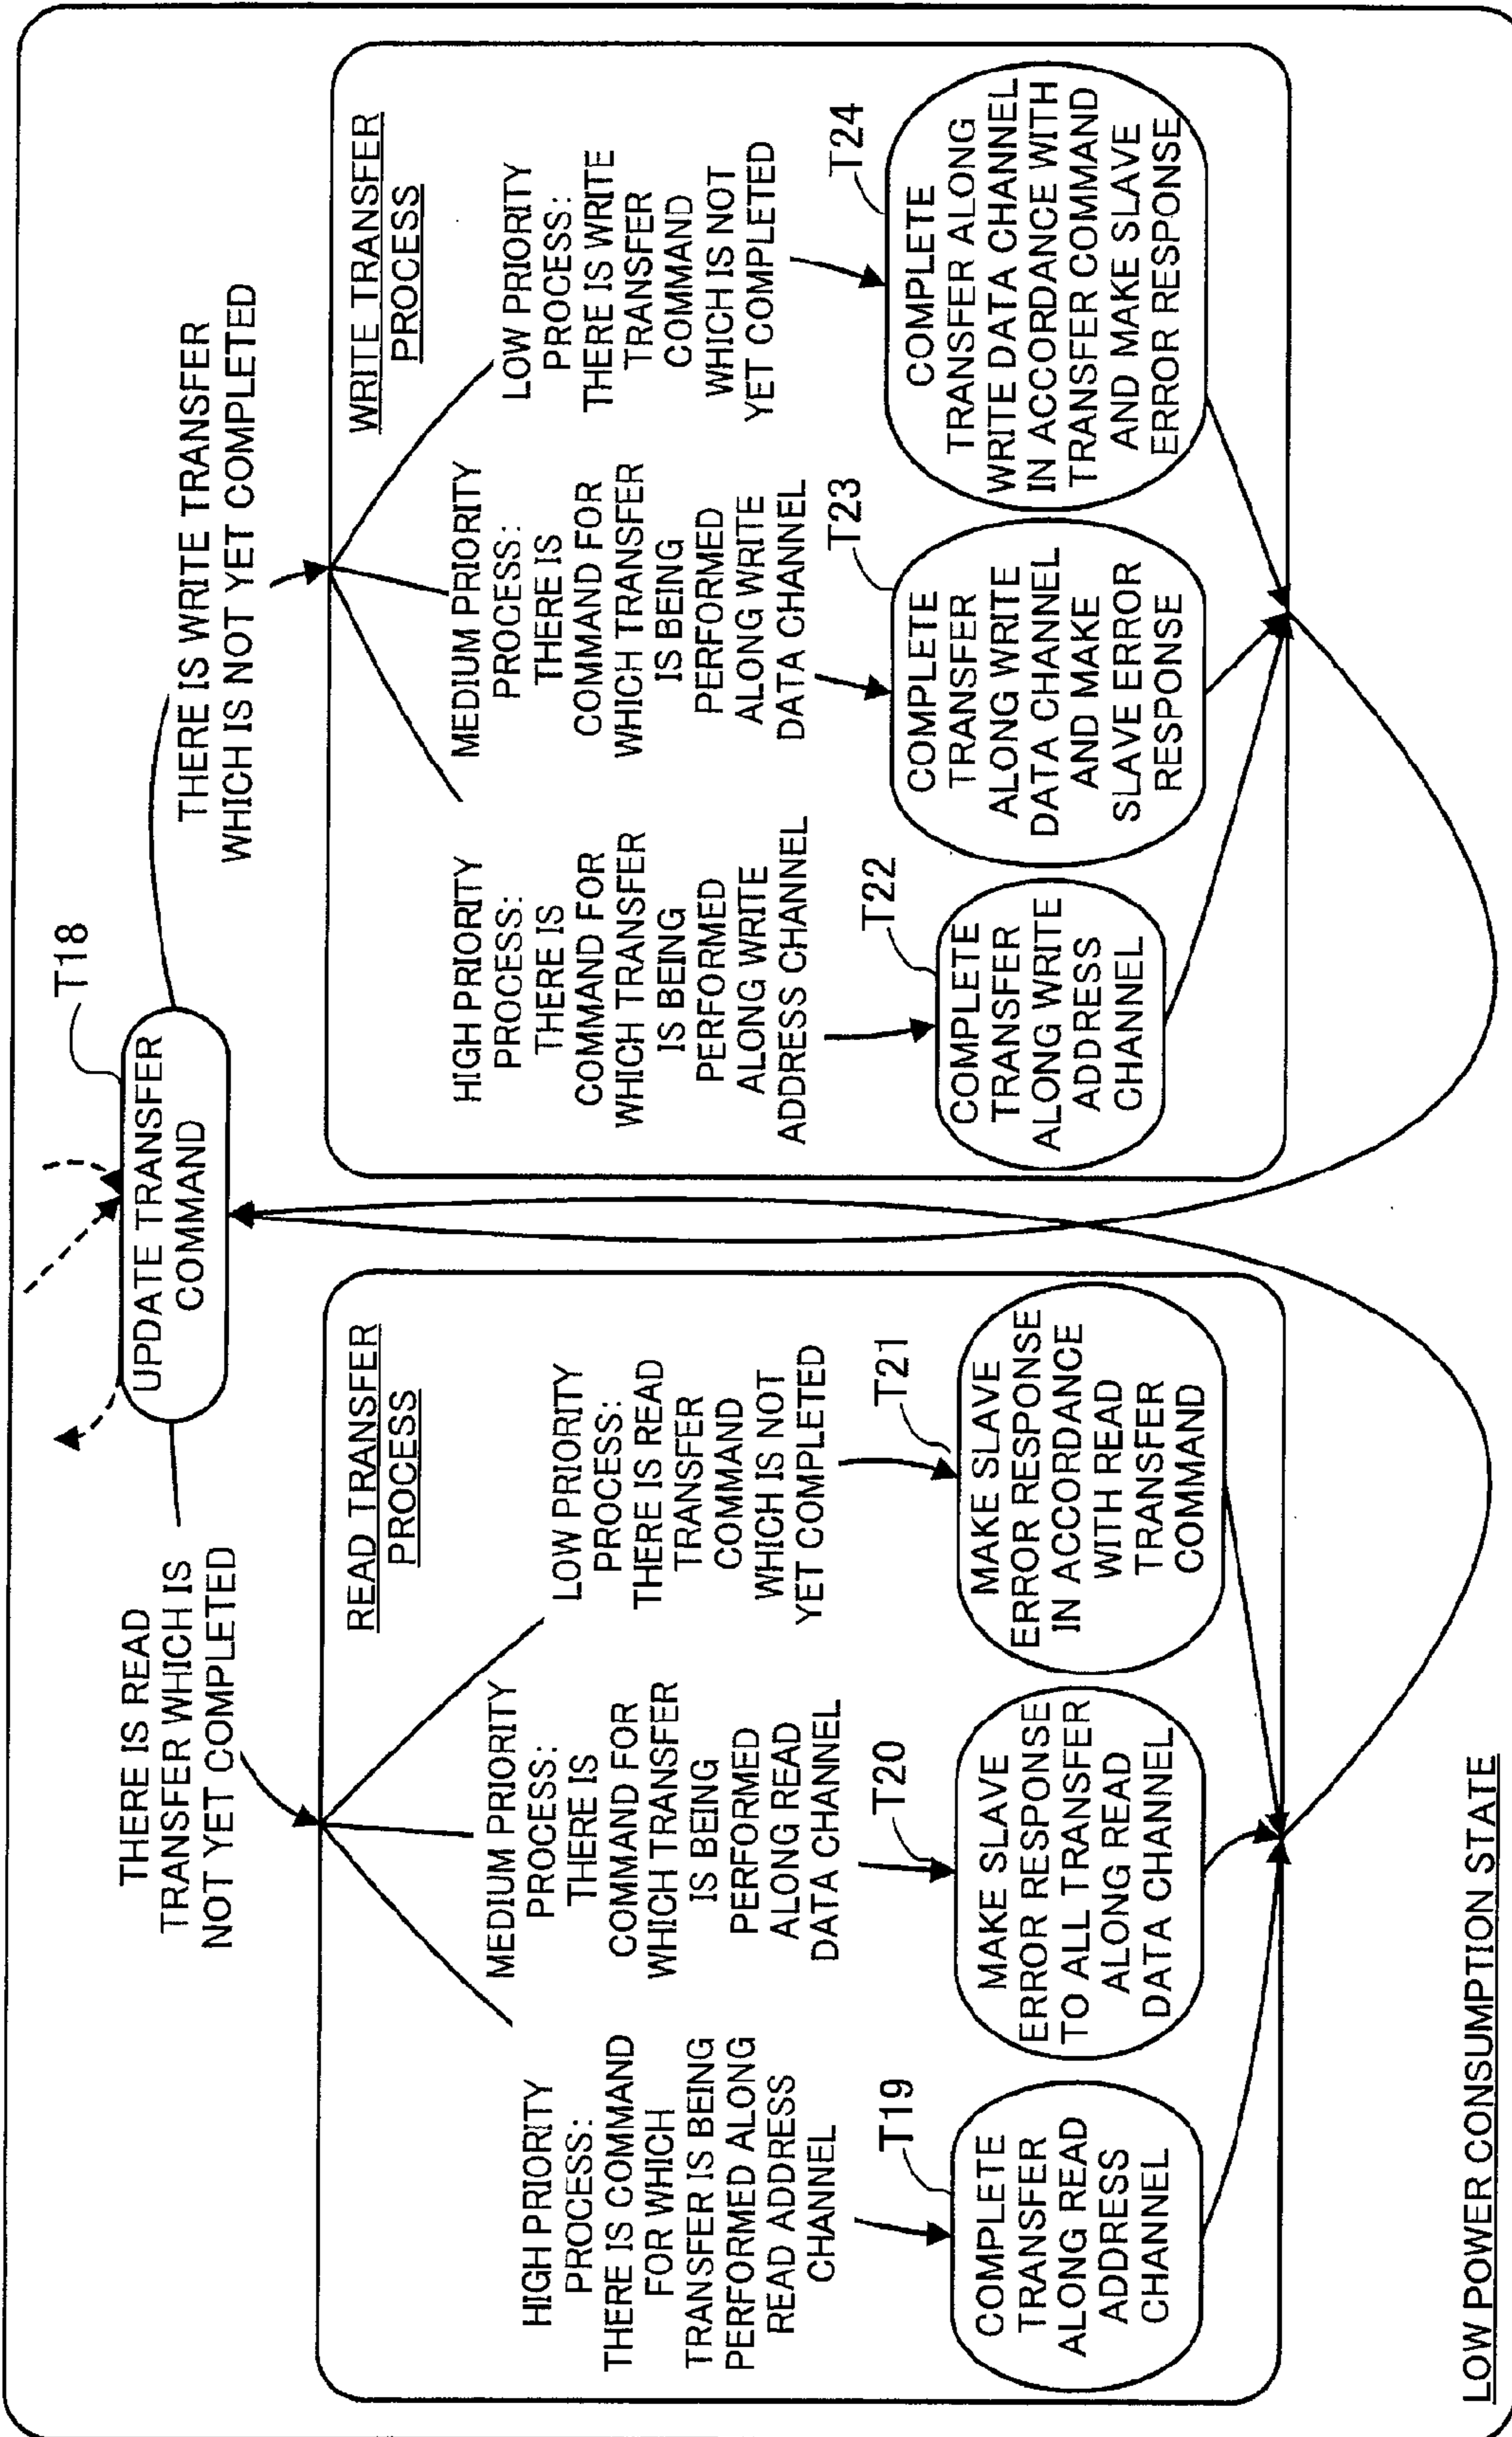 T18
UPDATE TRANSFER
COMMAND
THERE IS READ
TRANSFER WHICH IS
NOT YET COMPLETED
THERE IS WRITE TRANSFER
WHICH IS NOT YET COMPLETED
READ TRANSFER
PROCESS
HIGH PRIORITY
PROCESS:
THERE IS COMMAND
FOR WHICH
TRANSFER IS BEING
PERFORMED ALONG
READ ADDRESS
CHANNEL
MEDIUM PRIORITY
PROCESS:
THERE IS
COMMAND FOR
WHICH TRANSFER
IS BEING
PERFORMED
ALONG READ
DATA CHANNEL
LOW PRIORITY
PROCESS:
THERE IS READ
TRANSFER
COMMAND
WHICH IS NOT
YET COMPLETED
T19
COMPLETE
TRANSFER
ALONG READ
ADDRESS
CHANNEL
T20
MAKE SLAVE
ERROR RESPONSE
TO ALL TRANSFER
ALONG READ
DATA CHANNEL
T21
MAKE SLAVE
ERROR RESPONSE
IN ACCORDANCE
WITH READ
TRANSFER
COMMAND
WRITE TRANSFER
PROCESS
HIGH PRIORITY
PROCESS:
THERE IS
COMMAND FOR
WHICH TRANSFER
IS BEING
PERFORMED
ALONG WRITE
ADDRESS CHANNEL
MEDIUM PRIORITY
PROCESS:
THERE IS
COMMAND FOR
WHICH TRANSFER
IS BEING
PERFORMED
ALONG WRITE
DATA CHANNEL
LOW PRIORITY
PROCESS:
THERE IS WRITE
TRANSFER
COMMAND
WHICH IS NOT
YET COMPLETED
T22
COMPLETE
TRANSFER
ALONG WRITE
ADDRESS
CHANNEL
T23
COMPLETE
TRANSFER
ALONG WRITE
DATA CHANNEL
AND MAKE
SLAVE ERROR
RESPONSE
T24
COMPLETE
TRANSFER ALONG
WRITE DATA CHANNEL
IN ACCORDANCE WITH
TRANSFER COMMAND
AND MAKE SLAVE
ERROR RESPONSE
LOW POWER CONSUMPTION STATE